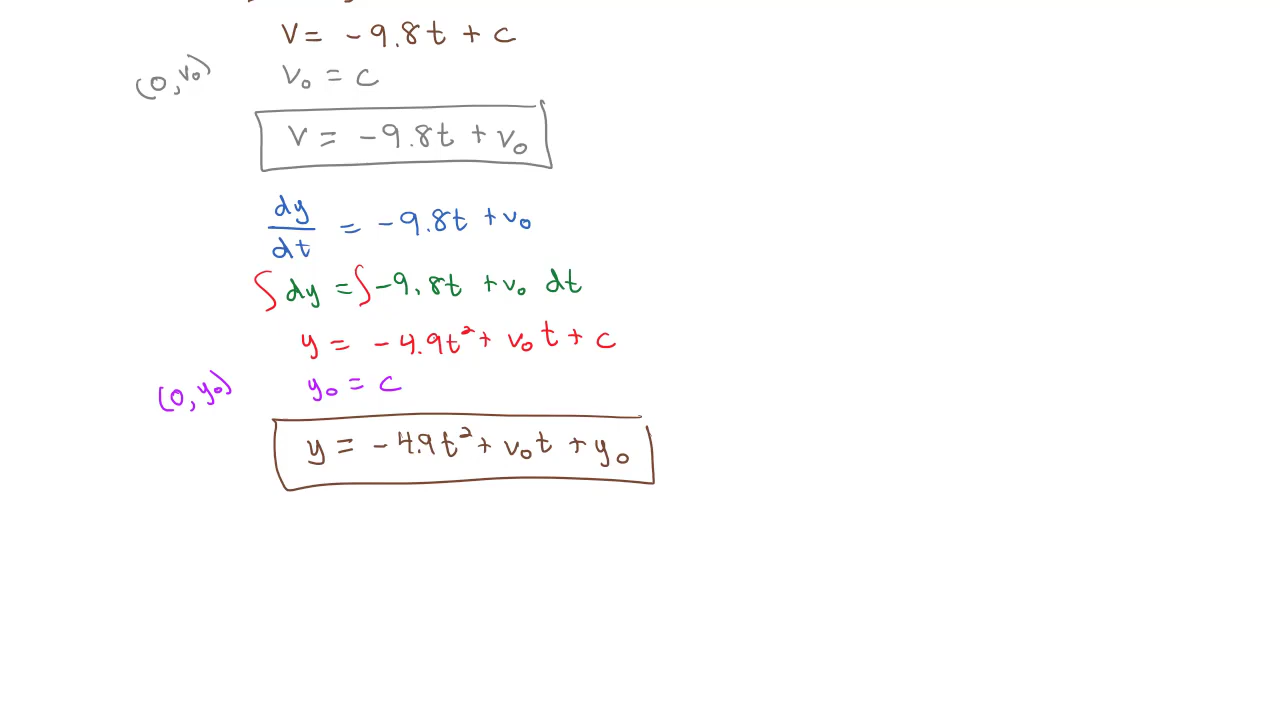 v = -9.8t + c
(0, v₀) v₀ = c
v = -9.8t + v₀
dy/dt = -9.8t + v₀
∫ dy = ∫ -9.8t + v₀ dt
y = -4.9t² + v₀t + c
(0, y₀) y₀ = c
y = -4.9t² + v₀t + y₀